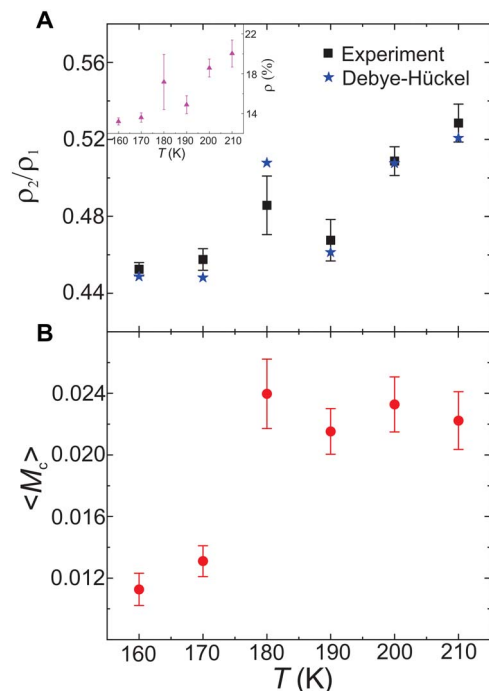 A
0.56
0.52
0.48
0.44
ρ₂/ρ₁
22
18
14
ρ (%)
160 170 180 190 200 210
T (K)
Experiment
Debye-Hückel
B
0.024
0.020
0.016
0.012
<M_c>
160 170 180 190 200 210
T (K)